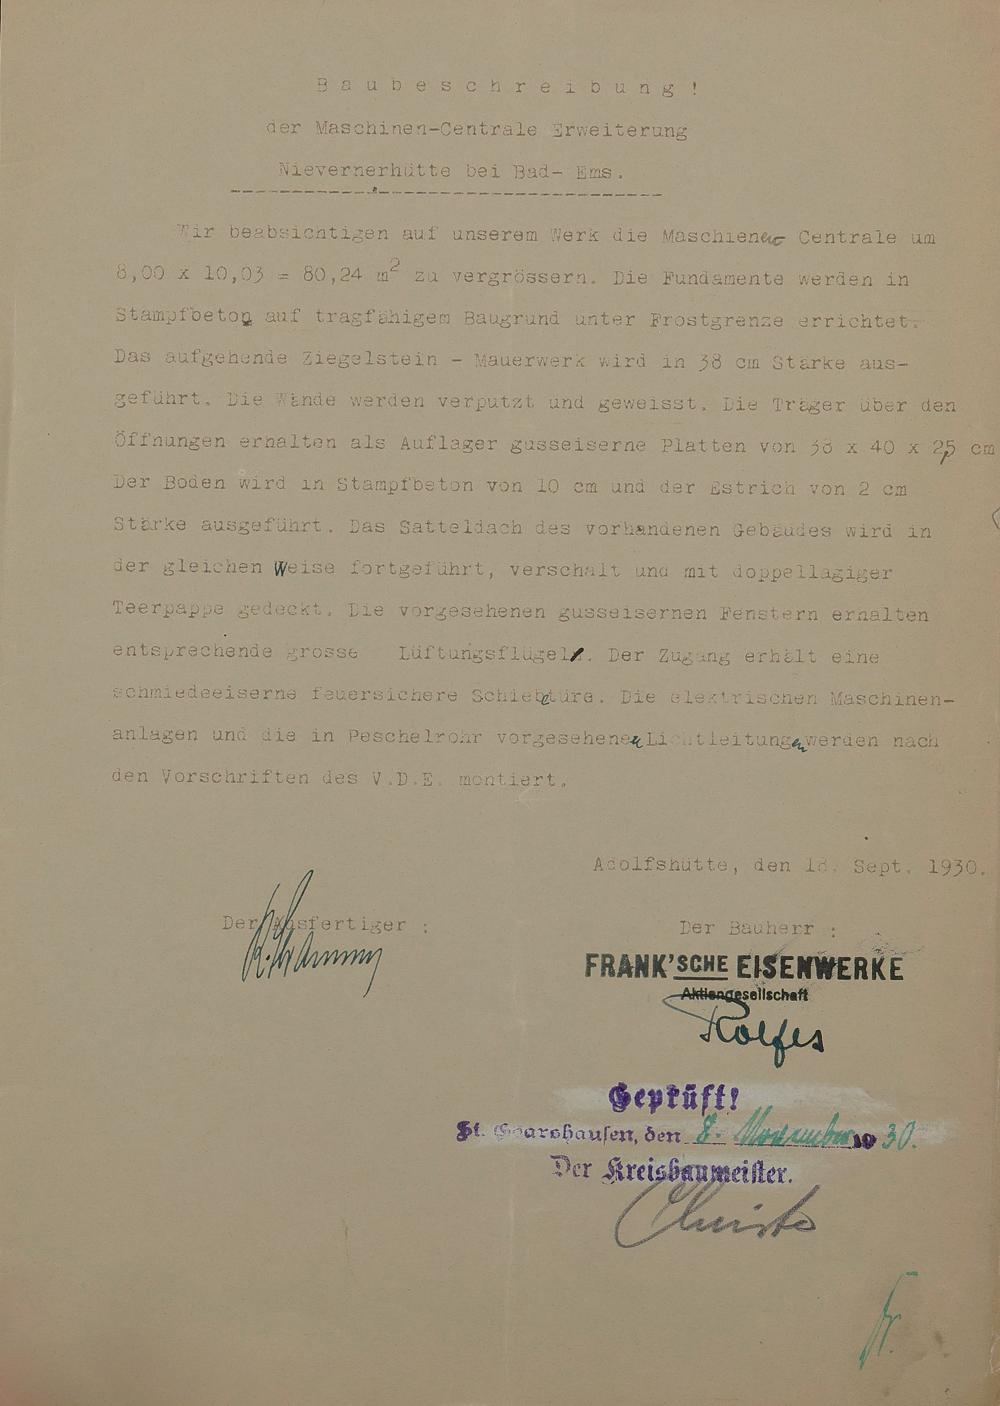 Baubeschreibung!
der Maschinen-Centrale Erweiterung
Nievernerhütte bei Bad- Ems.
Wir beabsichtigen auf unserem Werk die Maschienen Centrale um
8,00 x 10,03 = 80,24 m² zu vergrössern. Die Fundamente werden in
Stampfbeton auf tragfähigem Baugrund unter Frostgrenze errichtet.
Das aufgehende Ziegelstein - Mauerwerk wird in 38 cm Stärke aus-
geführt. Die Wände werden verputzt und geweisst. Die Träger über den
Öffnungen erhalten als Auflager gusseiserne Platten von 38 x 40 x cm
Der Boden wird in Stampfbeton von 10 cm und der Estrich von 2 cm
Stärke ausgeführt. Das Satteldach des vorhandenen Gebäudes wird in
der gleichen Weise fortgeführt, verschalt und mit doppellagiger
Teerpappe gedeckt. Die vorgesehenen gusseisernen Fenstern erhalten
entsprechende grosse Lüftungsflügel. Der Zugang erhält eine
schmiedeeiserne feuersichere Schiebetüre. Die elektrischen Maschinen-
anlagen und die in Peschelrohr vorgesehenen Lichtleitungen werden nach
den Vorschriften des V.D.E. montiert.
Adolfshütte, den Sept. 1930.
Der Ausfertiger :
Der Bauherr :
FRANK'SCHE EISENWERKE
Aktiengesellschaft
Rolfes
Geprüft!
St. Goarshausen, den 8. November 1930.
Der Kreisbaumeister.